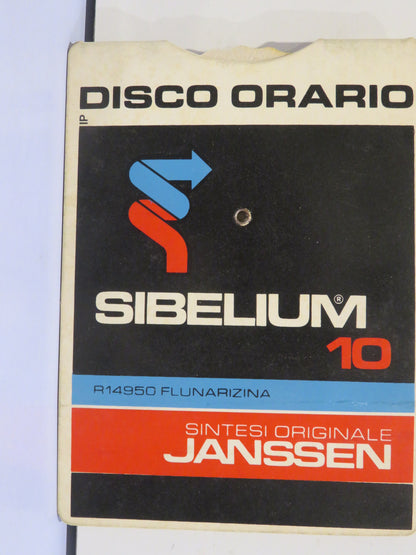 DISCO ORARIO
IP
SIBELIUM®
10
R14950 FLUNARIZINA
SINTESI ORIGINALE
JANSSEN